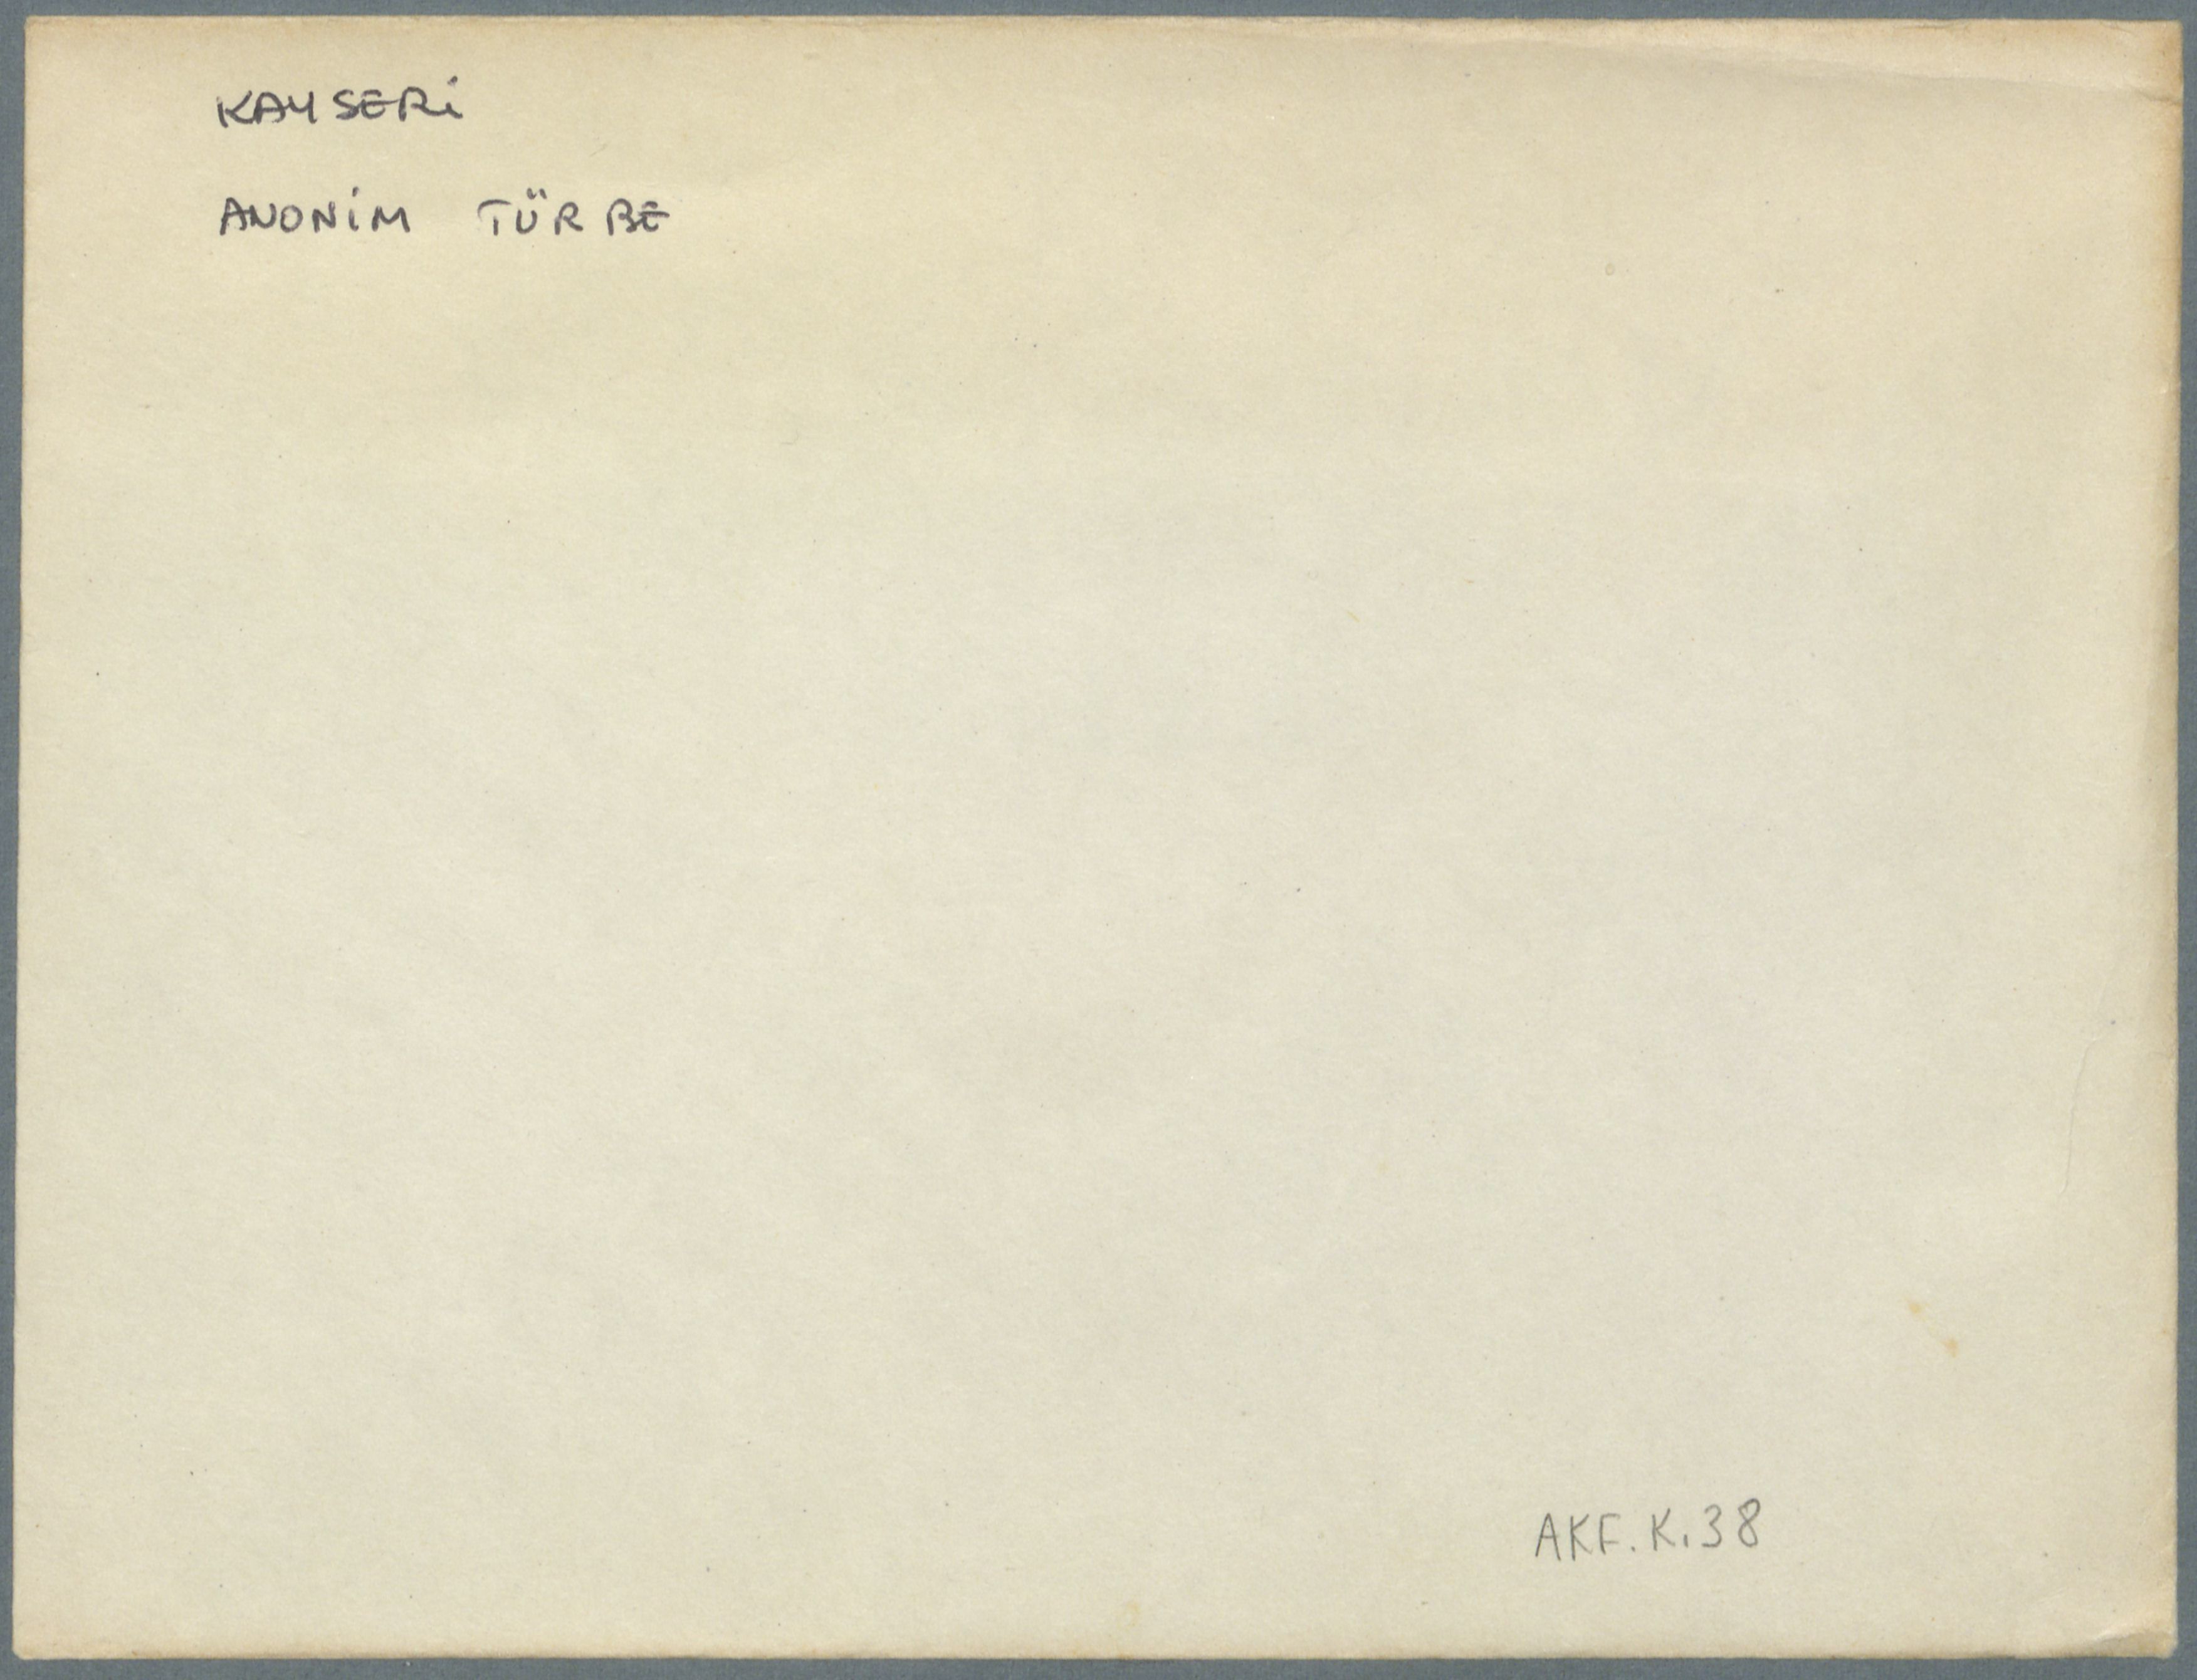 KAYSERİ
ANONİM TÜRBE
AKF.K.38